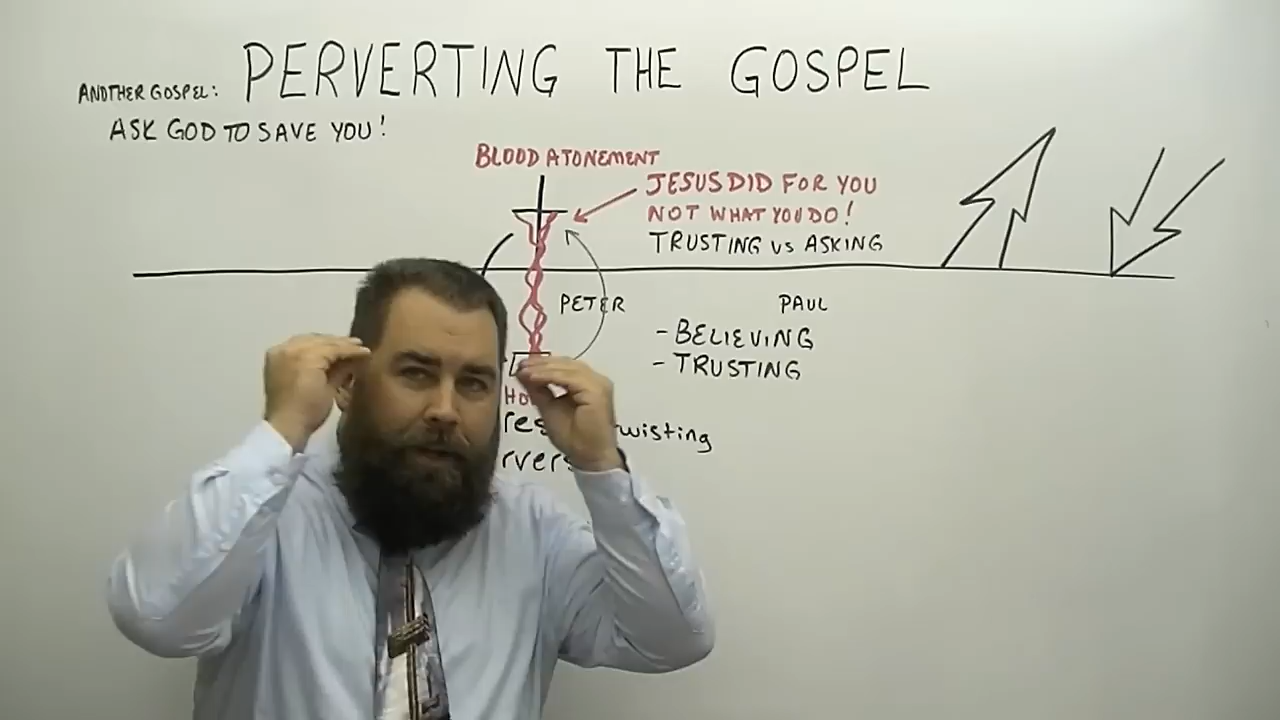 PERVERTING THE GOSPEL
ANOTHER GOSPEL:
ASK GOD TO SAVE YOU!
BLOOD ATONEMENT
JESUS DID FOR YOU
NOT WHAT YOU DO!
TRUSTING VS ASKING
PETER
PAUL
- BELIEVING
- TRUSTING